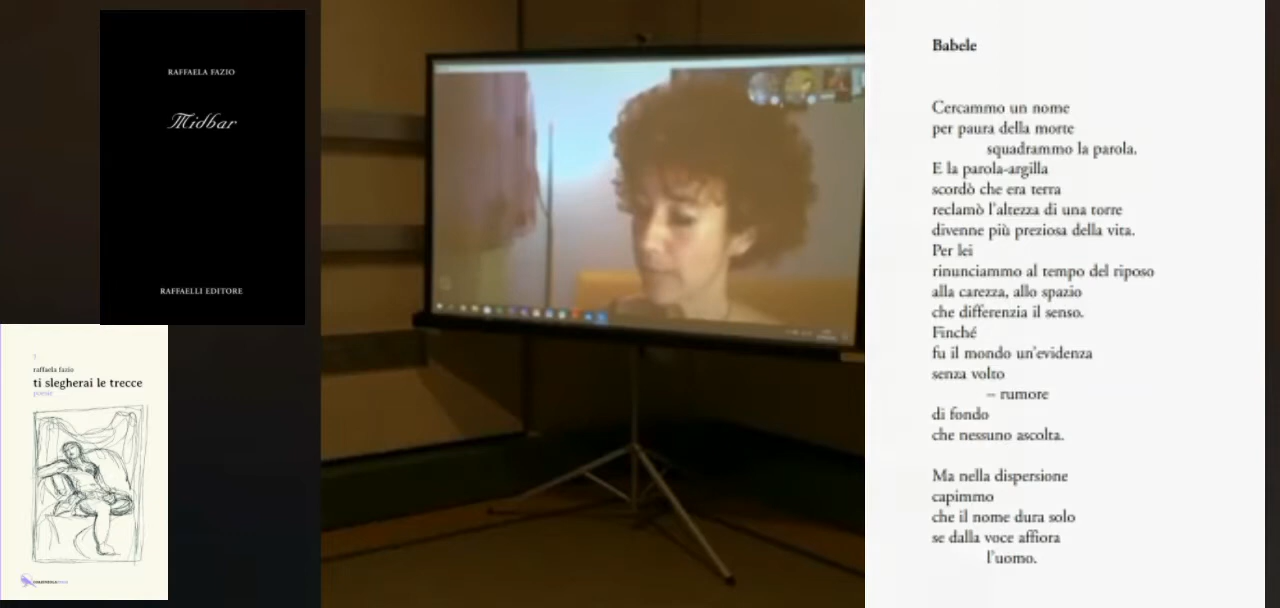 RAFFAELA FAZIO
Midbar
RAFFAELLI EDITORE
raffaela fazio
ti slegherai le trecce
poesie
Babele
Cercammo un nome
per paura della morte
squadrammo la parola.
E la parola-argilla
scordò che era terra
reclamò l'altezza di una torre
divenne più preziosa della vita.
Per lei
rinunciammo al tempo del riposo
alla carezza, allo spazio
che differenzia il senso.
Finché
fu il mondo un'evidenza
senza volto
– rumore
di fondo
che nessuno ascolta.
Ma nella dispersione
capimmo
che il nome dura solo
se dalla voce affiora
l'uomo.